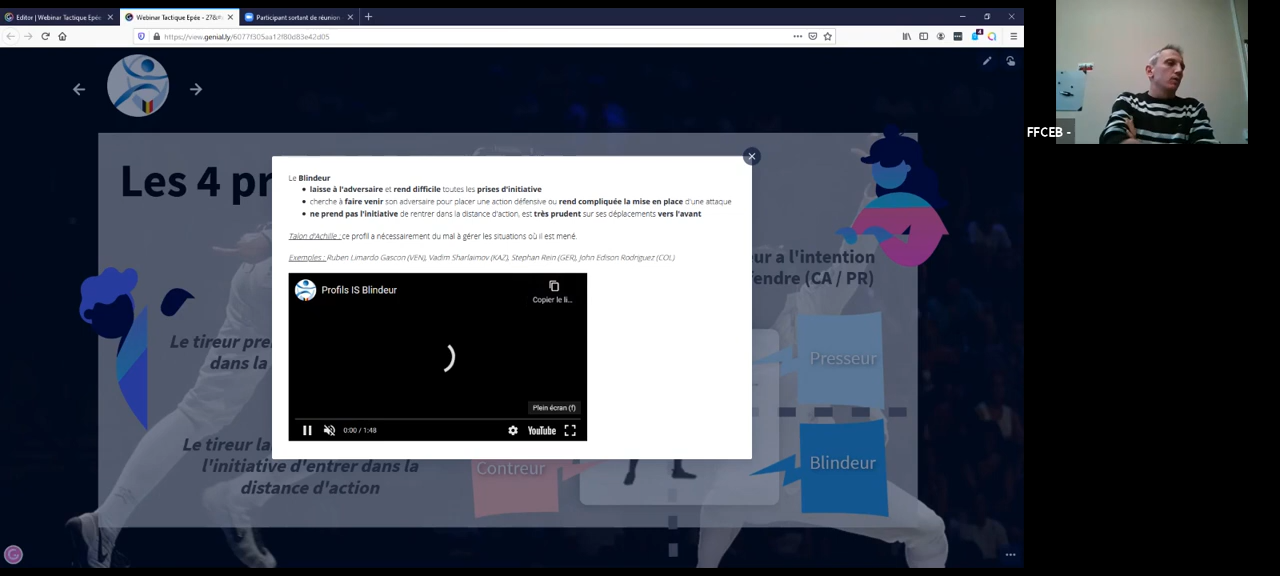 Editor | Webinar Tactique Epée
Webinar Tactique Epée - 27&#
Participant sortant de réunion
https://view.genial.ly/6077f305aa12f80d83e42d05
Les 4 pr
Le Blindeur
laisse à l'adversaire et rend difficile toutes les prises d'initiative
cherche à faire venir son adversaire pour placer une action défensive ou rend compliquée la mise en place d'une attaque
ne prend pas l'initiative de rentrer dans la distance d'action, est très prudent sur ses déplacements vers l'avant
Talon d'Achille : ce profil a nécessairement du mal à gérer les situations où il est mené.
Exemples : Ruben Limardo Gascon (VEN), Vadim Sharlaimov (KAZ), Stephan Rein (GER), John Edison Rodriguez (COL)
Profils IS Blindeur
Copier le li...
Plein écran (f)
0:00 / 1:48
YouTube
Le tireur pre
dans la
eur a l'intention
fendre (CA / PR)
Presseur
Le tireur la
l'initiative d'entrer dans la
distance d'action
Contreur
Blindeur
FFCEB -